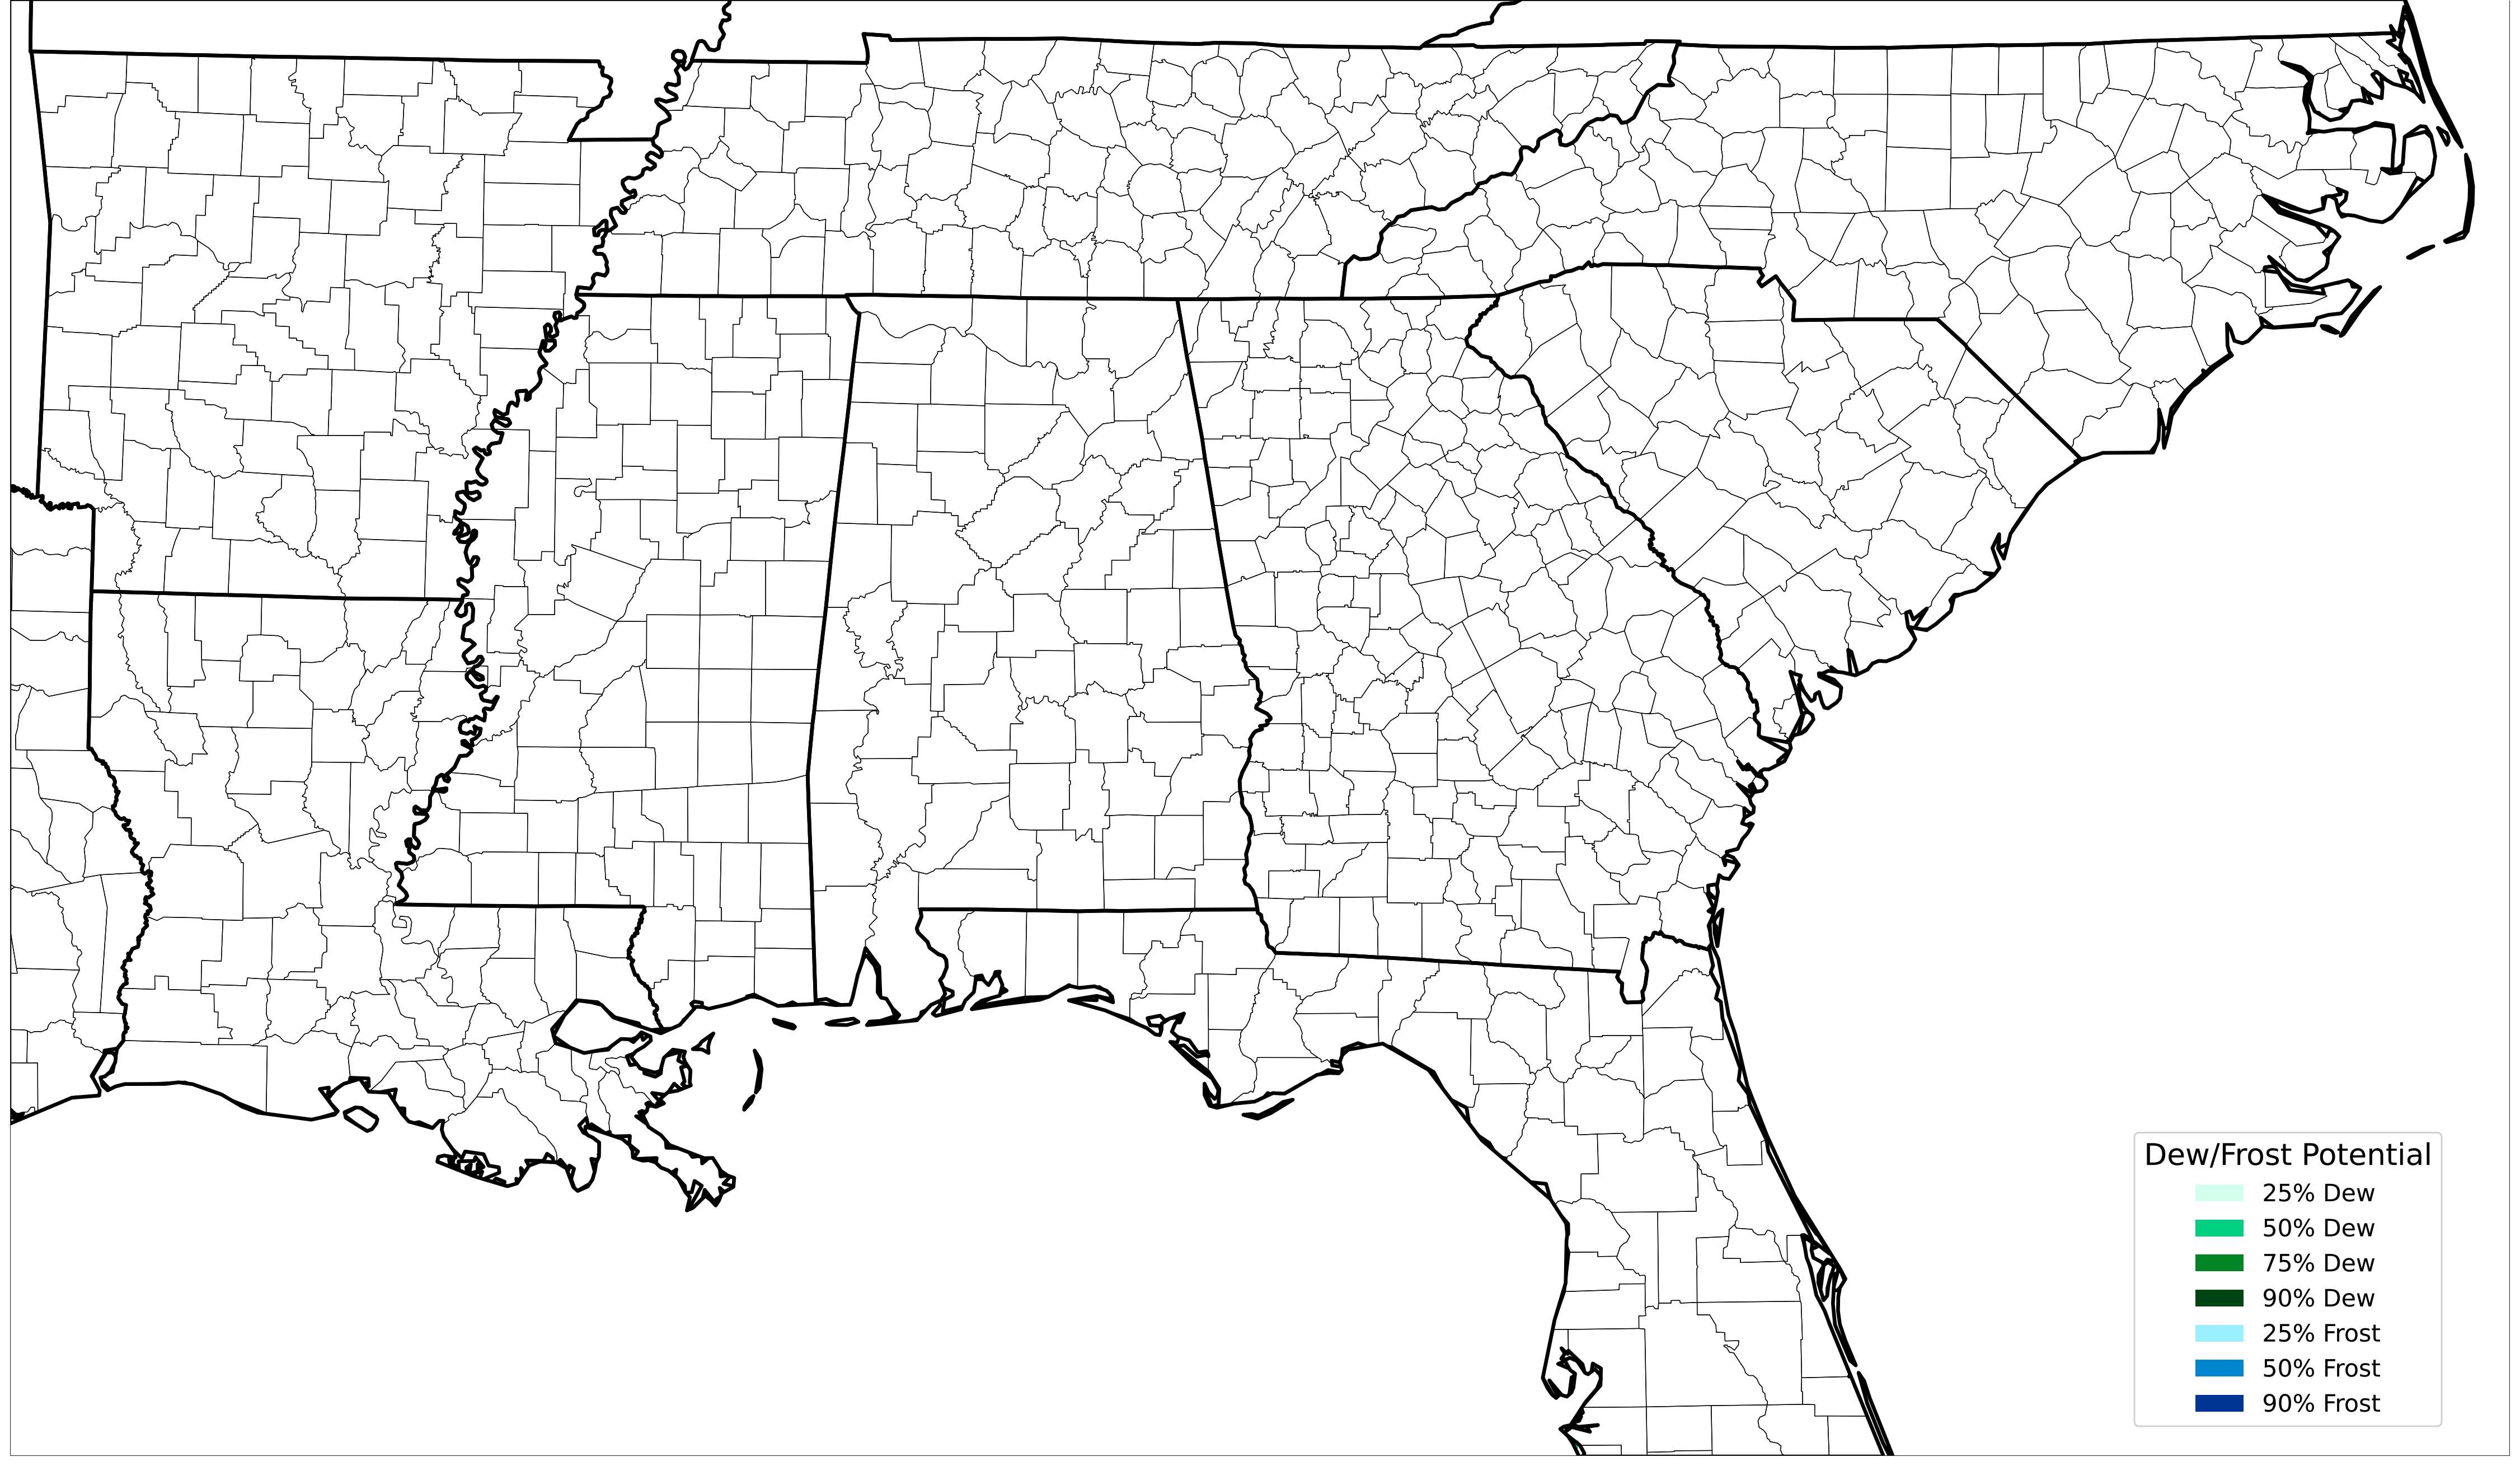 Dew/Frost Potential
25% Dew
50% Dew
75% Dew
90% Dew
25% Frost
50% Frost
90% Frost